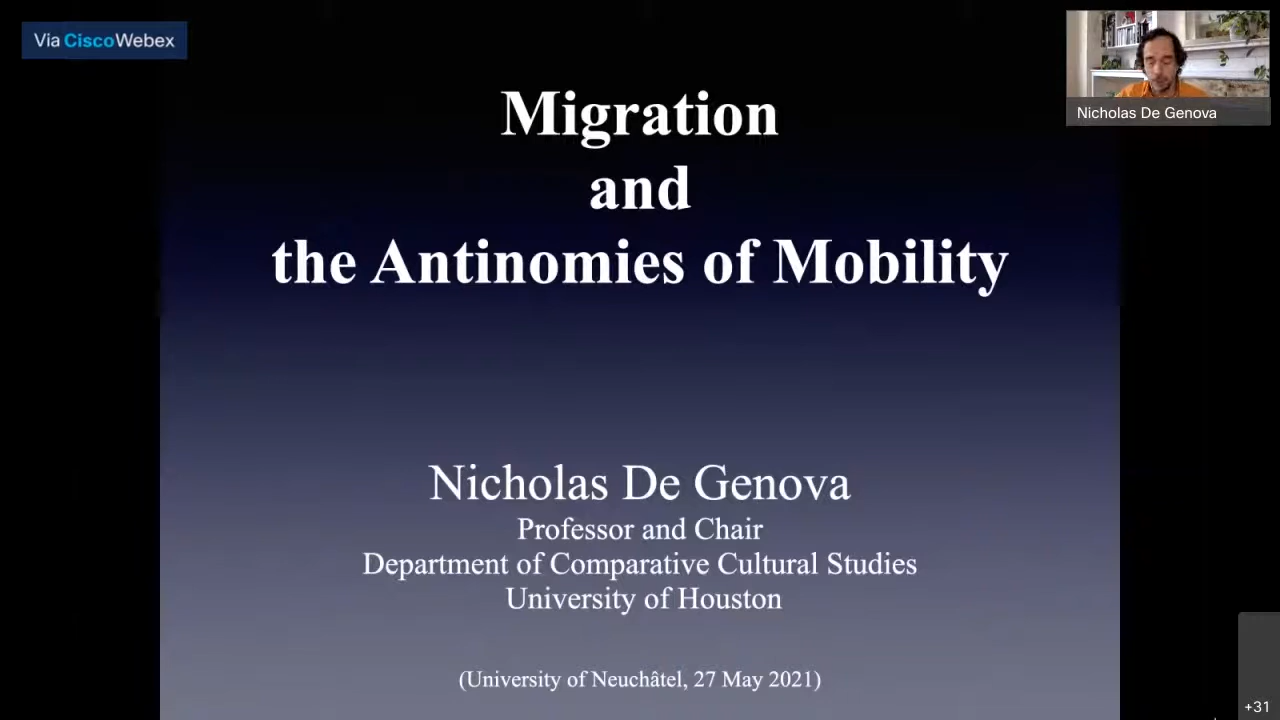 Via CiscoWebex
Nicholas De Genova
Migration
and
the Antinomies of Mobility
Nicholas De Genova
Professor and Chair
Department of Comparative Cultural Studies
University of Houston
(University of Neuchâtel, 27 May 2021)
+31